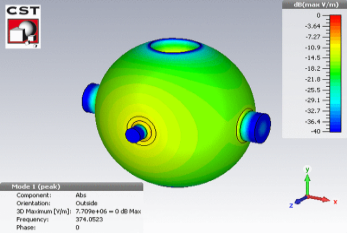 CST
dB(max V/m)
0
-3.64
-7.27
-10.9
-14.5
-18.2
-21.8
-25.5
-29.1
-32.7
-36.4
-40
y
x
z
Mode 1 (peak)
Component: Abs
Orientation: Outside
3D Maximum [V/m]: 7.709e+06 = 0 dB Max
Frequency: 374.0523
Phase: 0